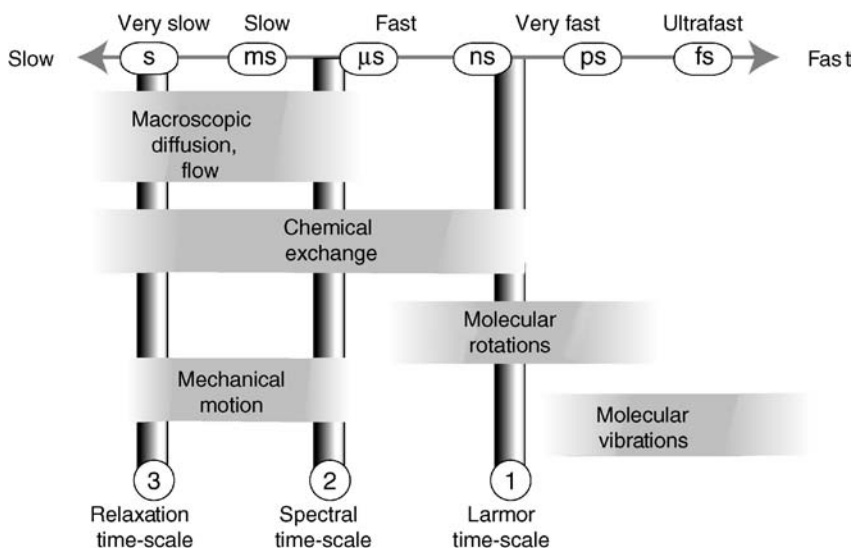 Very slow Slow Fast Very fast Ultrafast
Slow s ms μs ns ps fs Fast
Macroscopic
diffusion,
flow
Chemical
exchange
Molecular
rotations
Mechanical
motion
Molecular
vibrations
3 2 1
Relaxation Spectral Larmor
time-scale time-scale time-scale